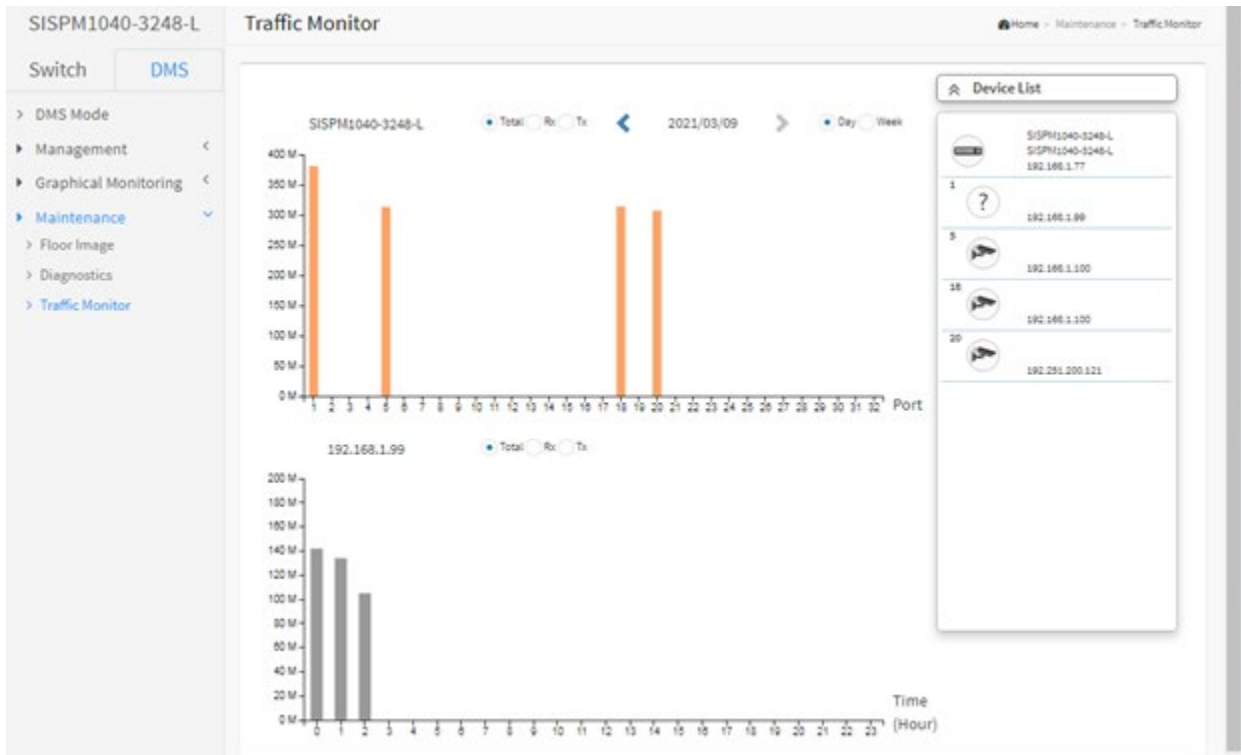 SISPM1040-3248-L
Traffic Monitor
Home > Maintenance > Traffic Monitor
Switch
DMS
> DMS Mode
Management
Graphical Monitoring
Maintenance
> Floor Image
> Diagnostics
> Traffic Monitor
SISPM1040-3248-L
Total Rx Tx
2021/03/09
Day Week
400 M
350 M
300 M
250 M
200 M
150 M
100 M
50 M
0 M
1 2 3 4 5 6 7 8 9 10 11 12 13 14 15 16 17 18 19 20 21 22 23 24 25 26 27 28 29 30 31 32 Port
192.168.1.99
Total Rx Tx
200 M
180 M
160 M
140 M
120 M
100 M
80 M
60 M
40 M
20 M
0 M
0 1 2 3 4 5 6 7 8 9 10 11 12 13 14 15 16 17 18 19 20 21 22 23
Time
(Hour)
Device List
SISPM1040-3248-L
SISPM1040-3248-L
192.168.1.77
1
?
192.168.1.99
5
192.168.1.100
18
192.168.1.100
20
192.251.200.121